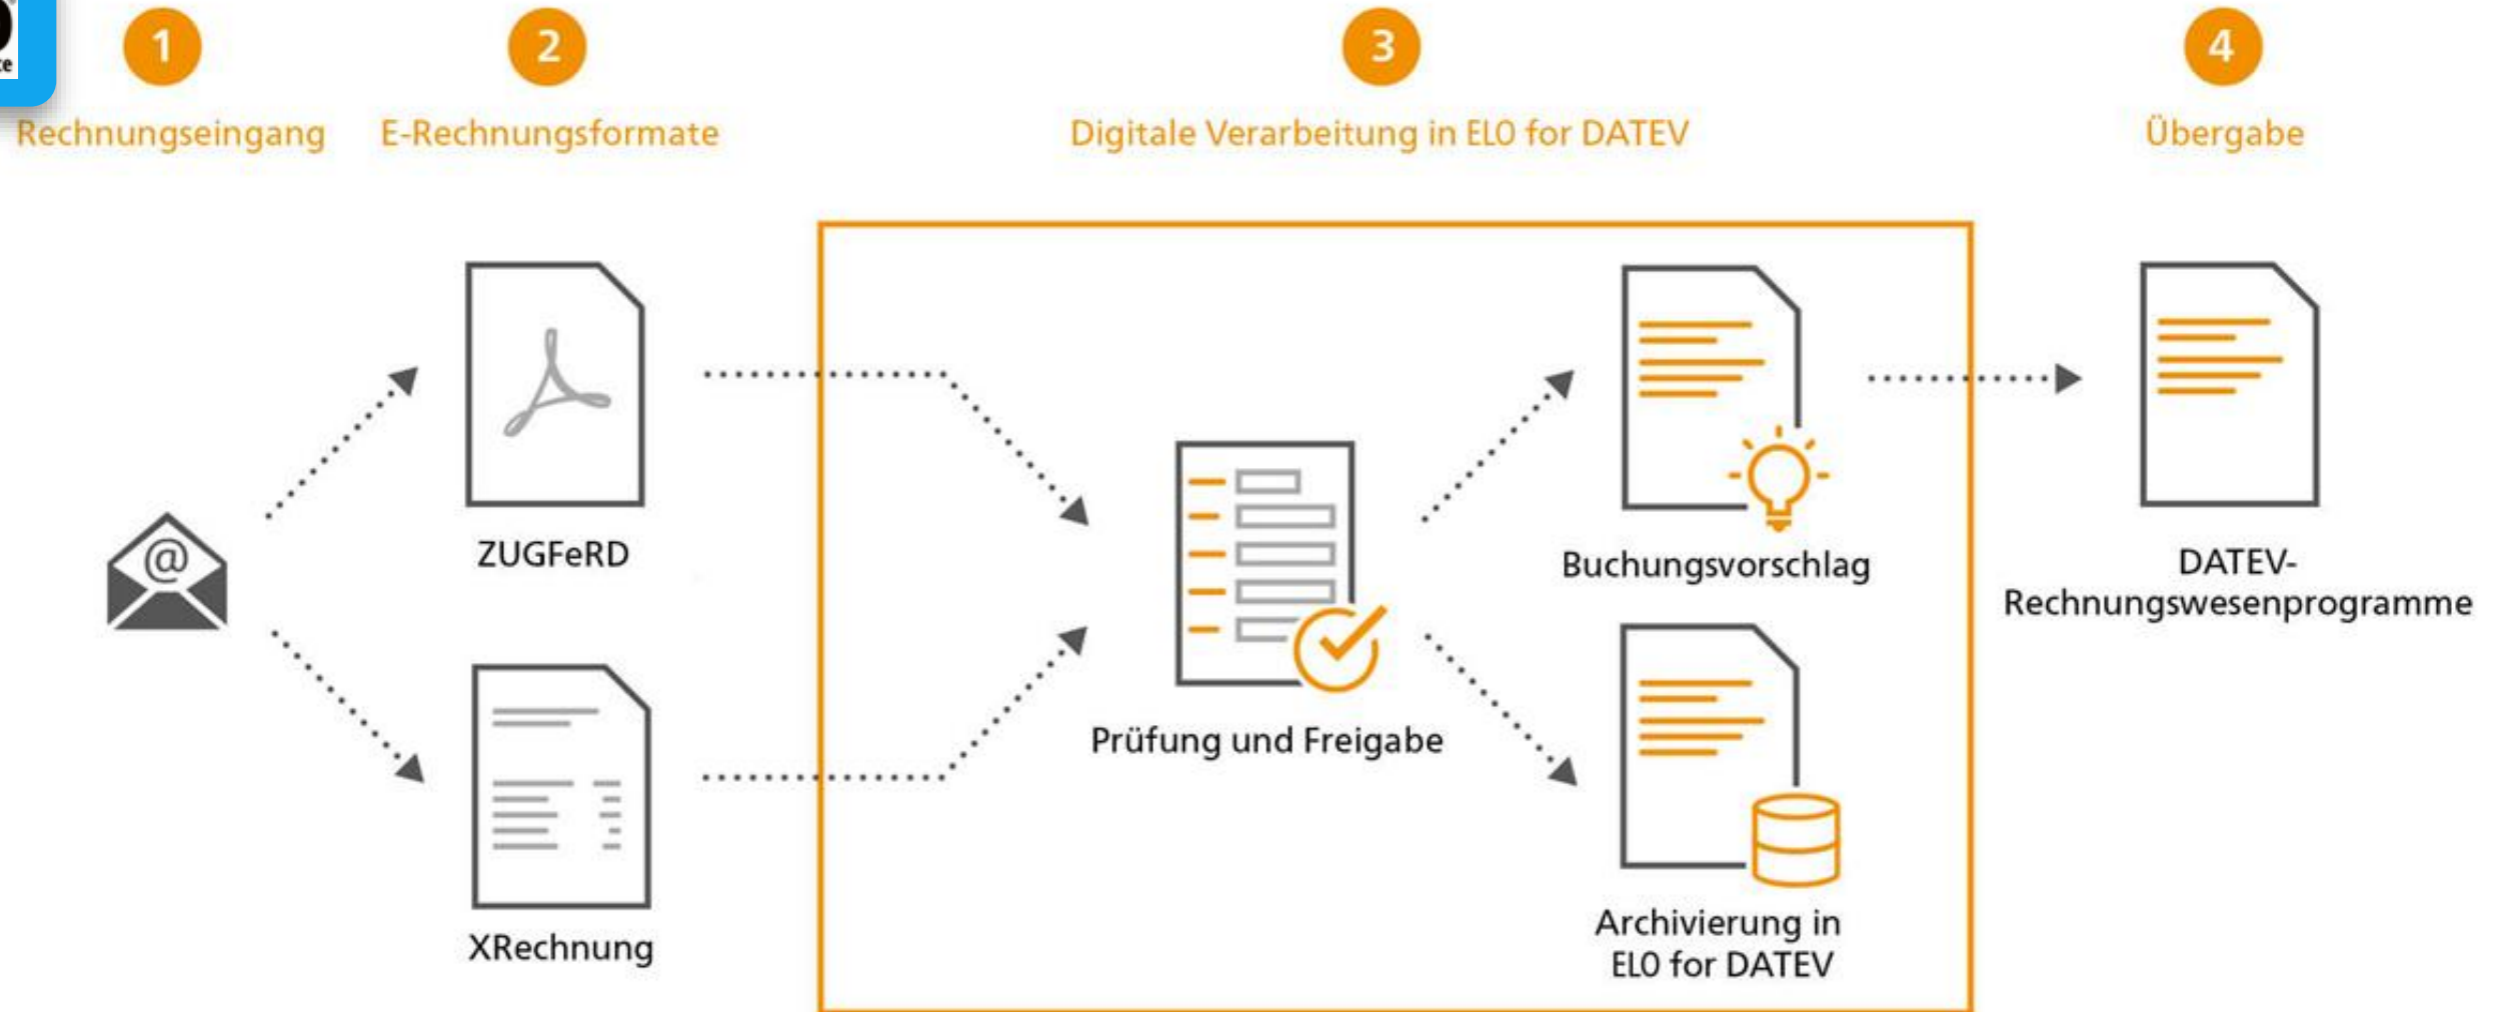 1
2
3
4
Rechnungseingang
E-Rechnungsformate
Digitale Verarbeitung in ELO for DATEV
Übergabe
@
ZUGFeRD
XRechnung
Prüfung und Freigabe
Buchungsvorschlag
Archivierung in
ELO for DATEV
DATEV-
Rechnungswesenprogramme